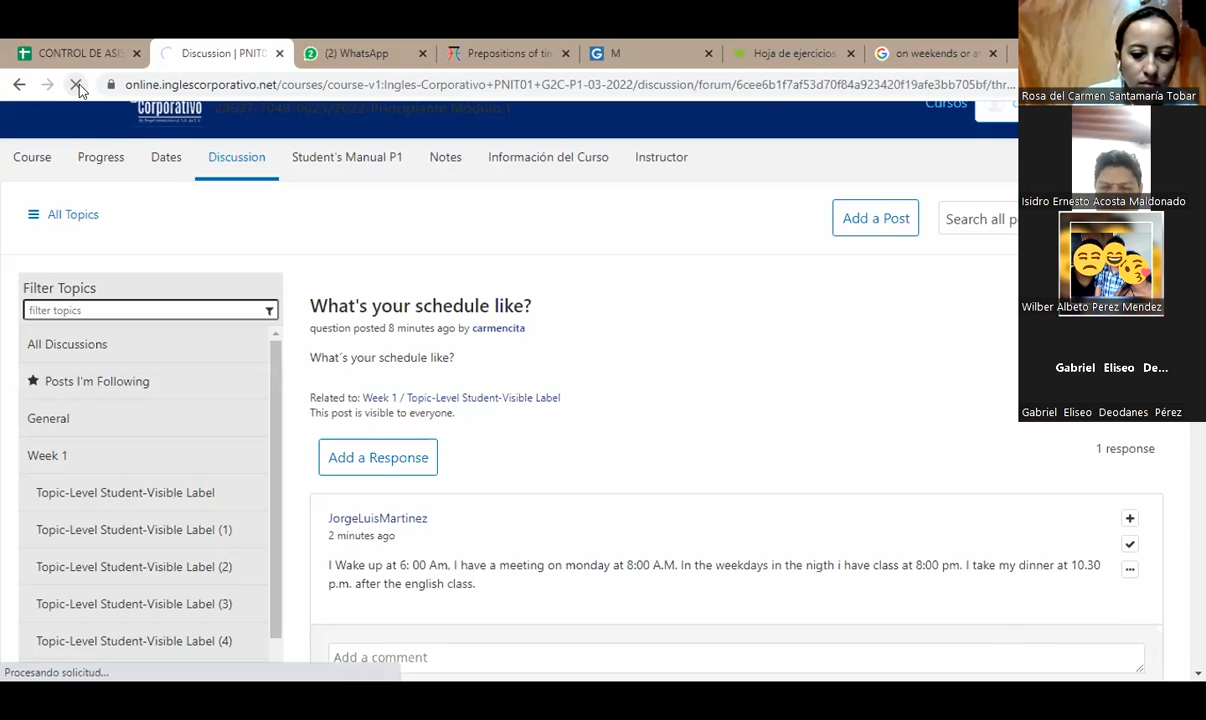 CONTROL DE ASIS
Discussion | PNITC
(2) WhatsApp
Prepositions of tim
M
Hoja de ejercicios
on weekends or a
online.inglescorporativo.net/courses/course-v1:Ingles-Corporativo+PNIT01+G2C-P1-03-2022/discussion/forum/6cee6b1f7af53d70f84a923420f19afe3bb705bf/thr...
Corporativo
Cursos
Course
Progress
Dates
Discussion
Student's Manual P1
Notes
Información del Curso
Instructor
All Topics
Add a Post
Search all p
Filter Topics
filter topics
All Discussions
Posts I'm Following
General
Week 1
Topic-Level Student-Visible Label
Topic-Level Student-Visible Label (1)
Topic-Level Student-Visible Label (2)
Topic-Level Student-Visible Label (3)
Topic-Level Student-Visible Label (4)
Procesando solicitud...
What's your schedule like?
question posted 8 minutes ago by carmencita
What´s your schedule like?
Related to: Week 1 / Topic-Level Student-Visible Label
This post is visible to everyone.
Add a Response
1 response
JorgeLuisMartinez
2 minutes ago
I Wake up at 6: 00 Am, I have a meeting on monday at 8:00 A.M. In the weekdays in the nigth i have class at 8:00 pm. I take my dinner at 10.30
p.m. after the english class.
Add a comment
Rosa del Carmen Santamaría Tobar
Isidro Ernesto Acosta Maldonado
Wilber Albeto Perez Mendez
Gabriel Eliseo De...
Gabriel Eliseo Deodanes Pérez